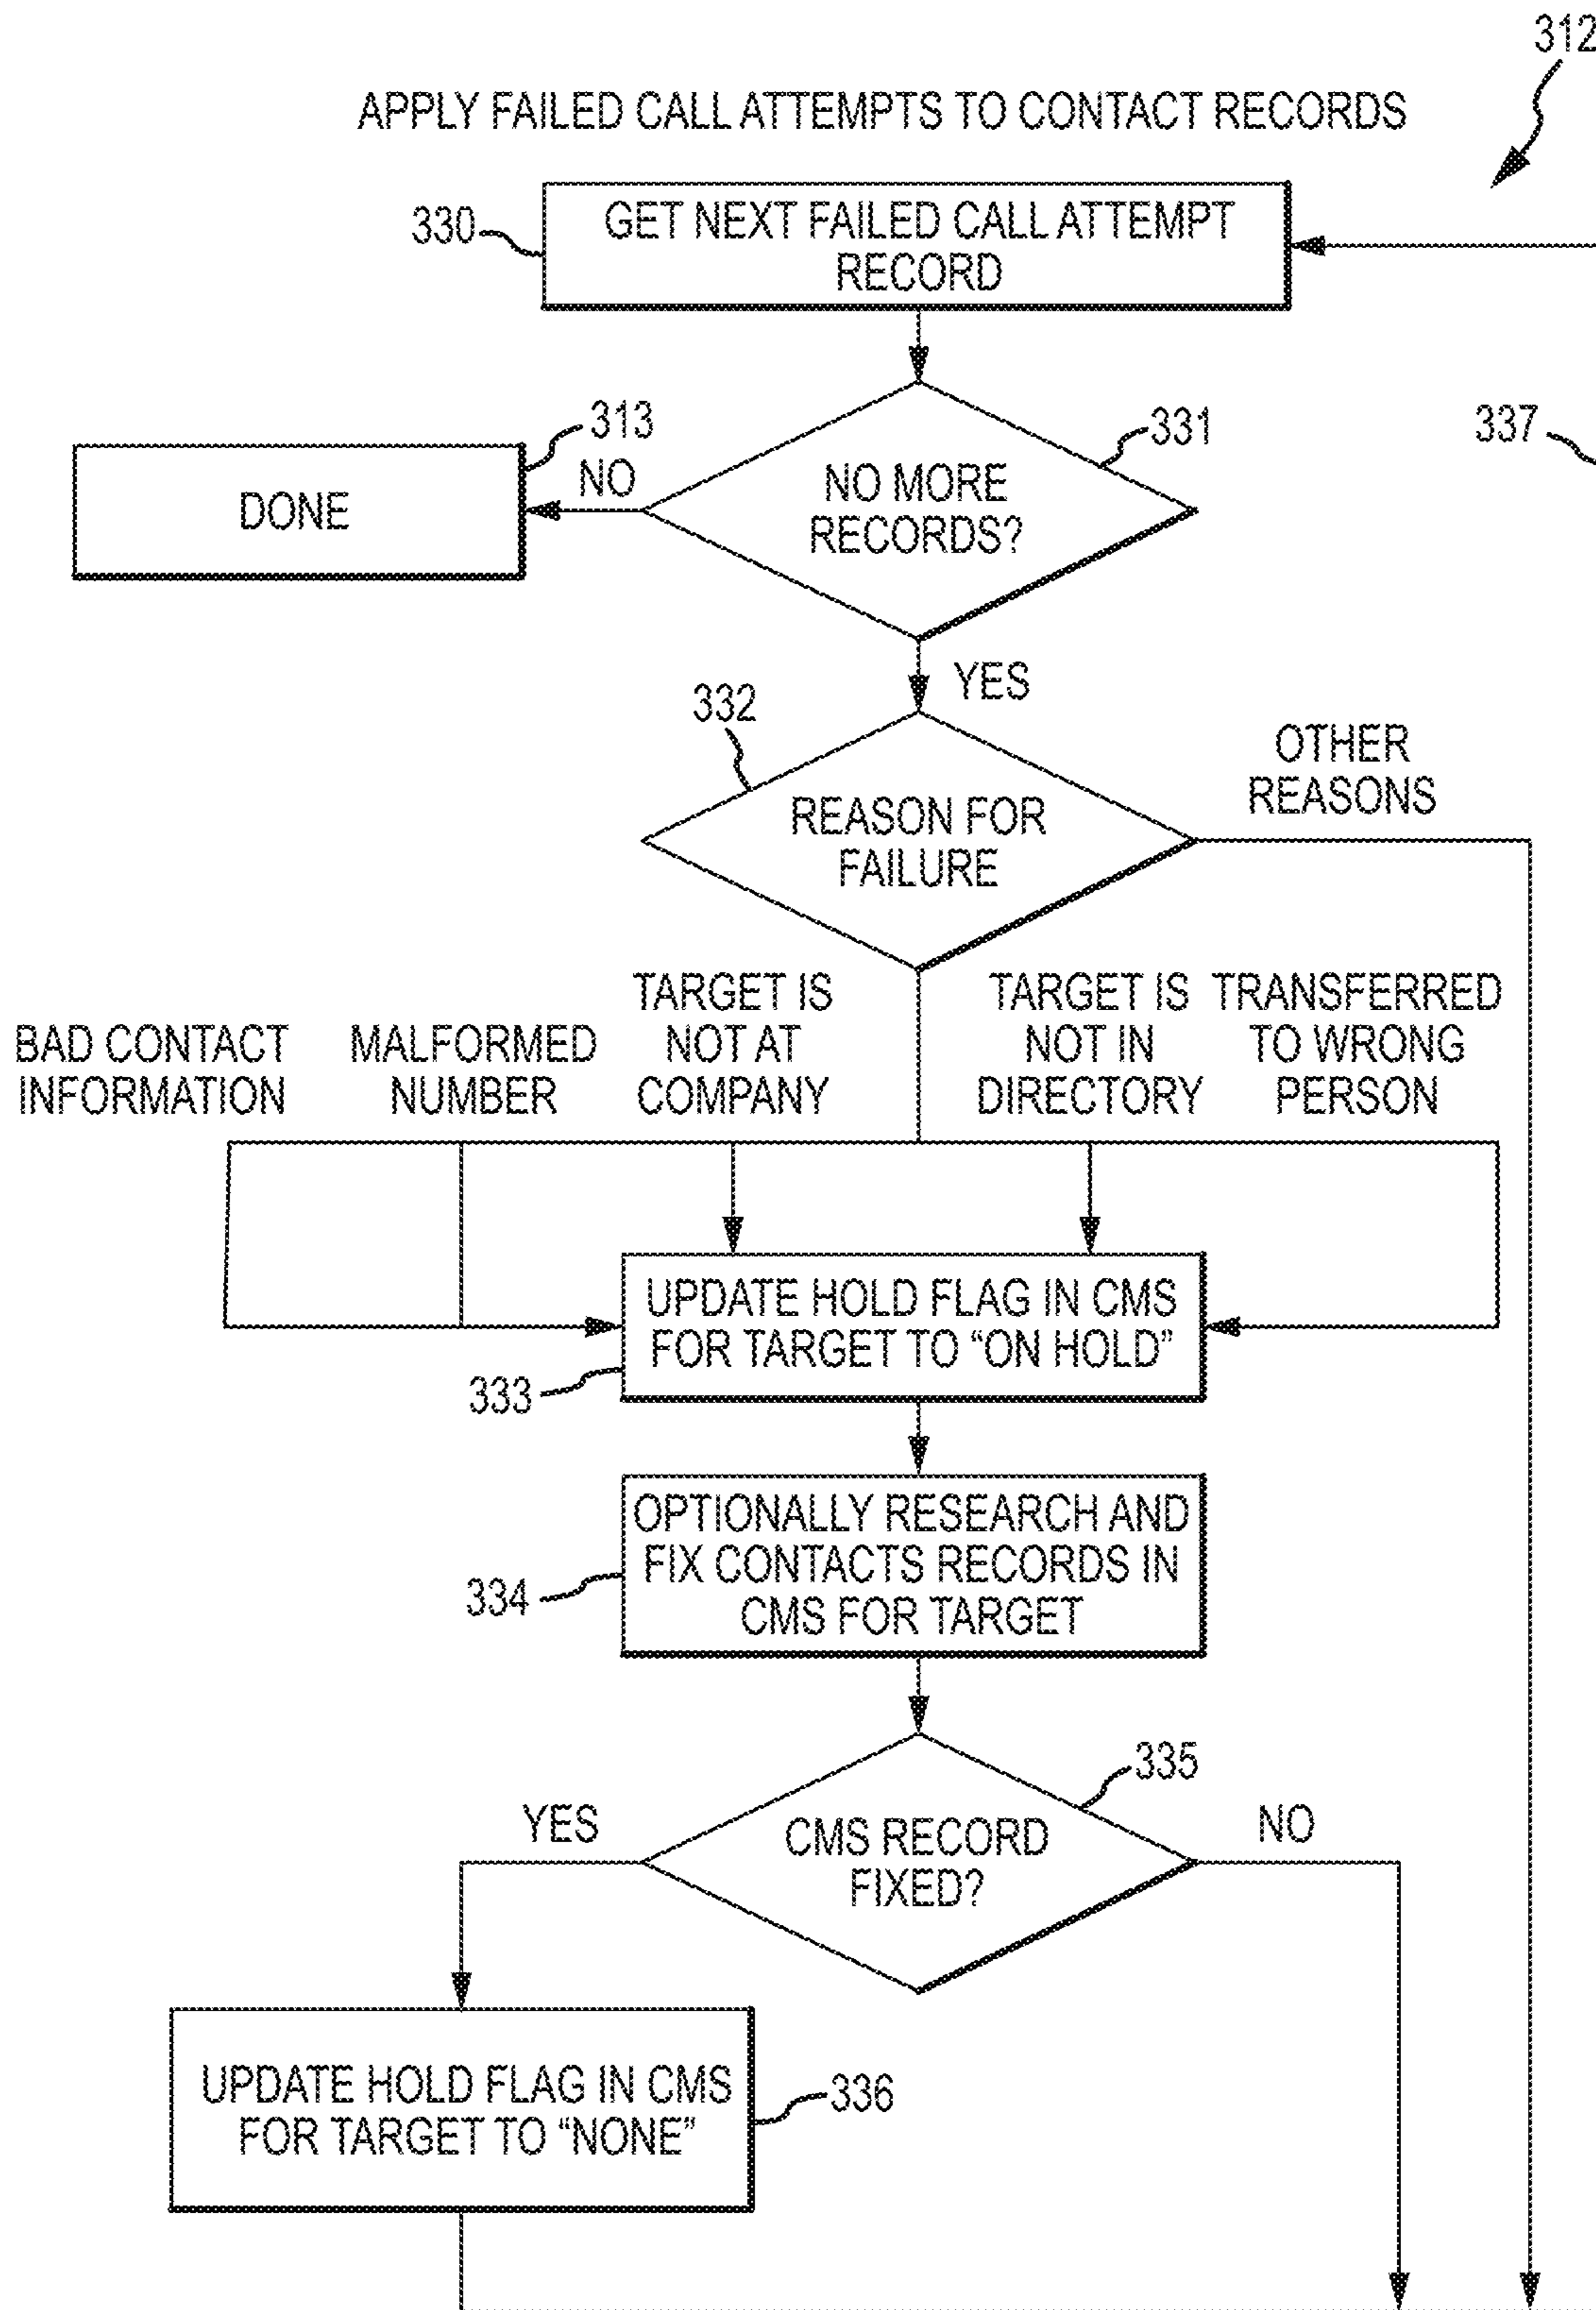 312
APPLY FAILED CALL ATTEMPTS TO CONTACT RECORDS
330
GET NEXT FAILED CALL ATTEMPT
RECORD
313
331
337
DONE
NO
NO MORE
RECORDS?
YES
332
REASON FOR
FAILURE
OTHER
REASONS
BAD CONTACT
INFORMATION
MALFORMED
NUMBER
TARGET IS
NOT AT
COMPANY
TARGET IS
NOT IN
DIRECTORY
TRANSFERRED
TO WRONG
PERSON
UPDATE HOLD FLAG IN CMS
FOR TARGET TO “ON HOLD”
333
OPTIONALLY RESEARCH AND
FIX CONTACTS RECORDS IN
CMS FOR TARGET
334
335
YES
CMS RECORD
FIXED?
NO
UPDATE HOLD FLAG IN CMS
FOR TARGET TO “NONE”
336